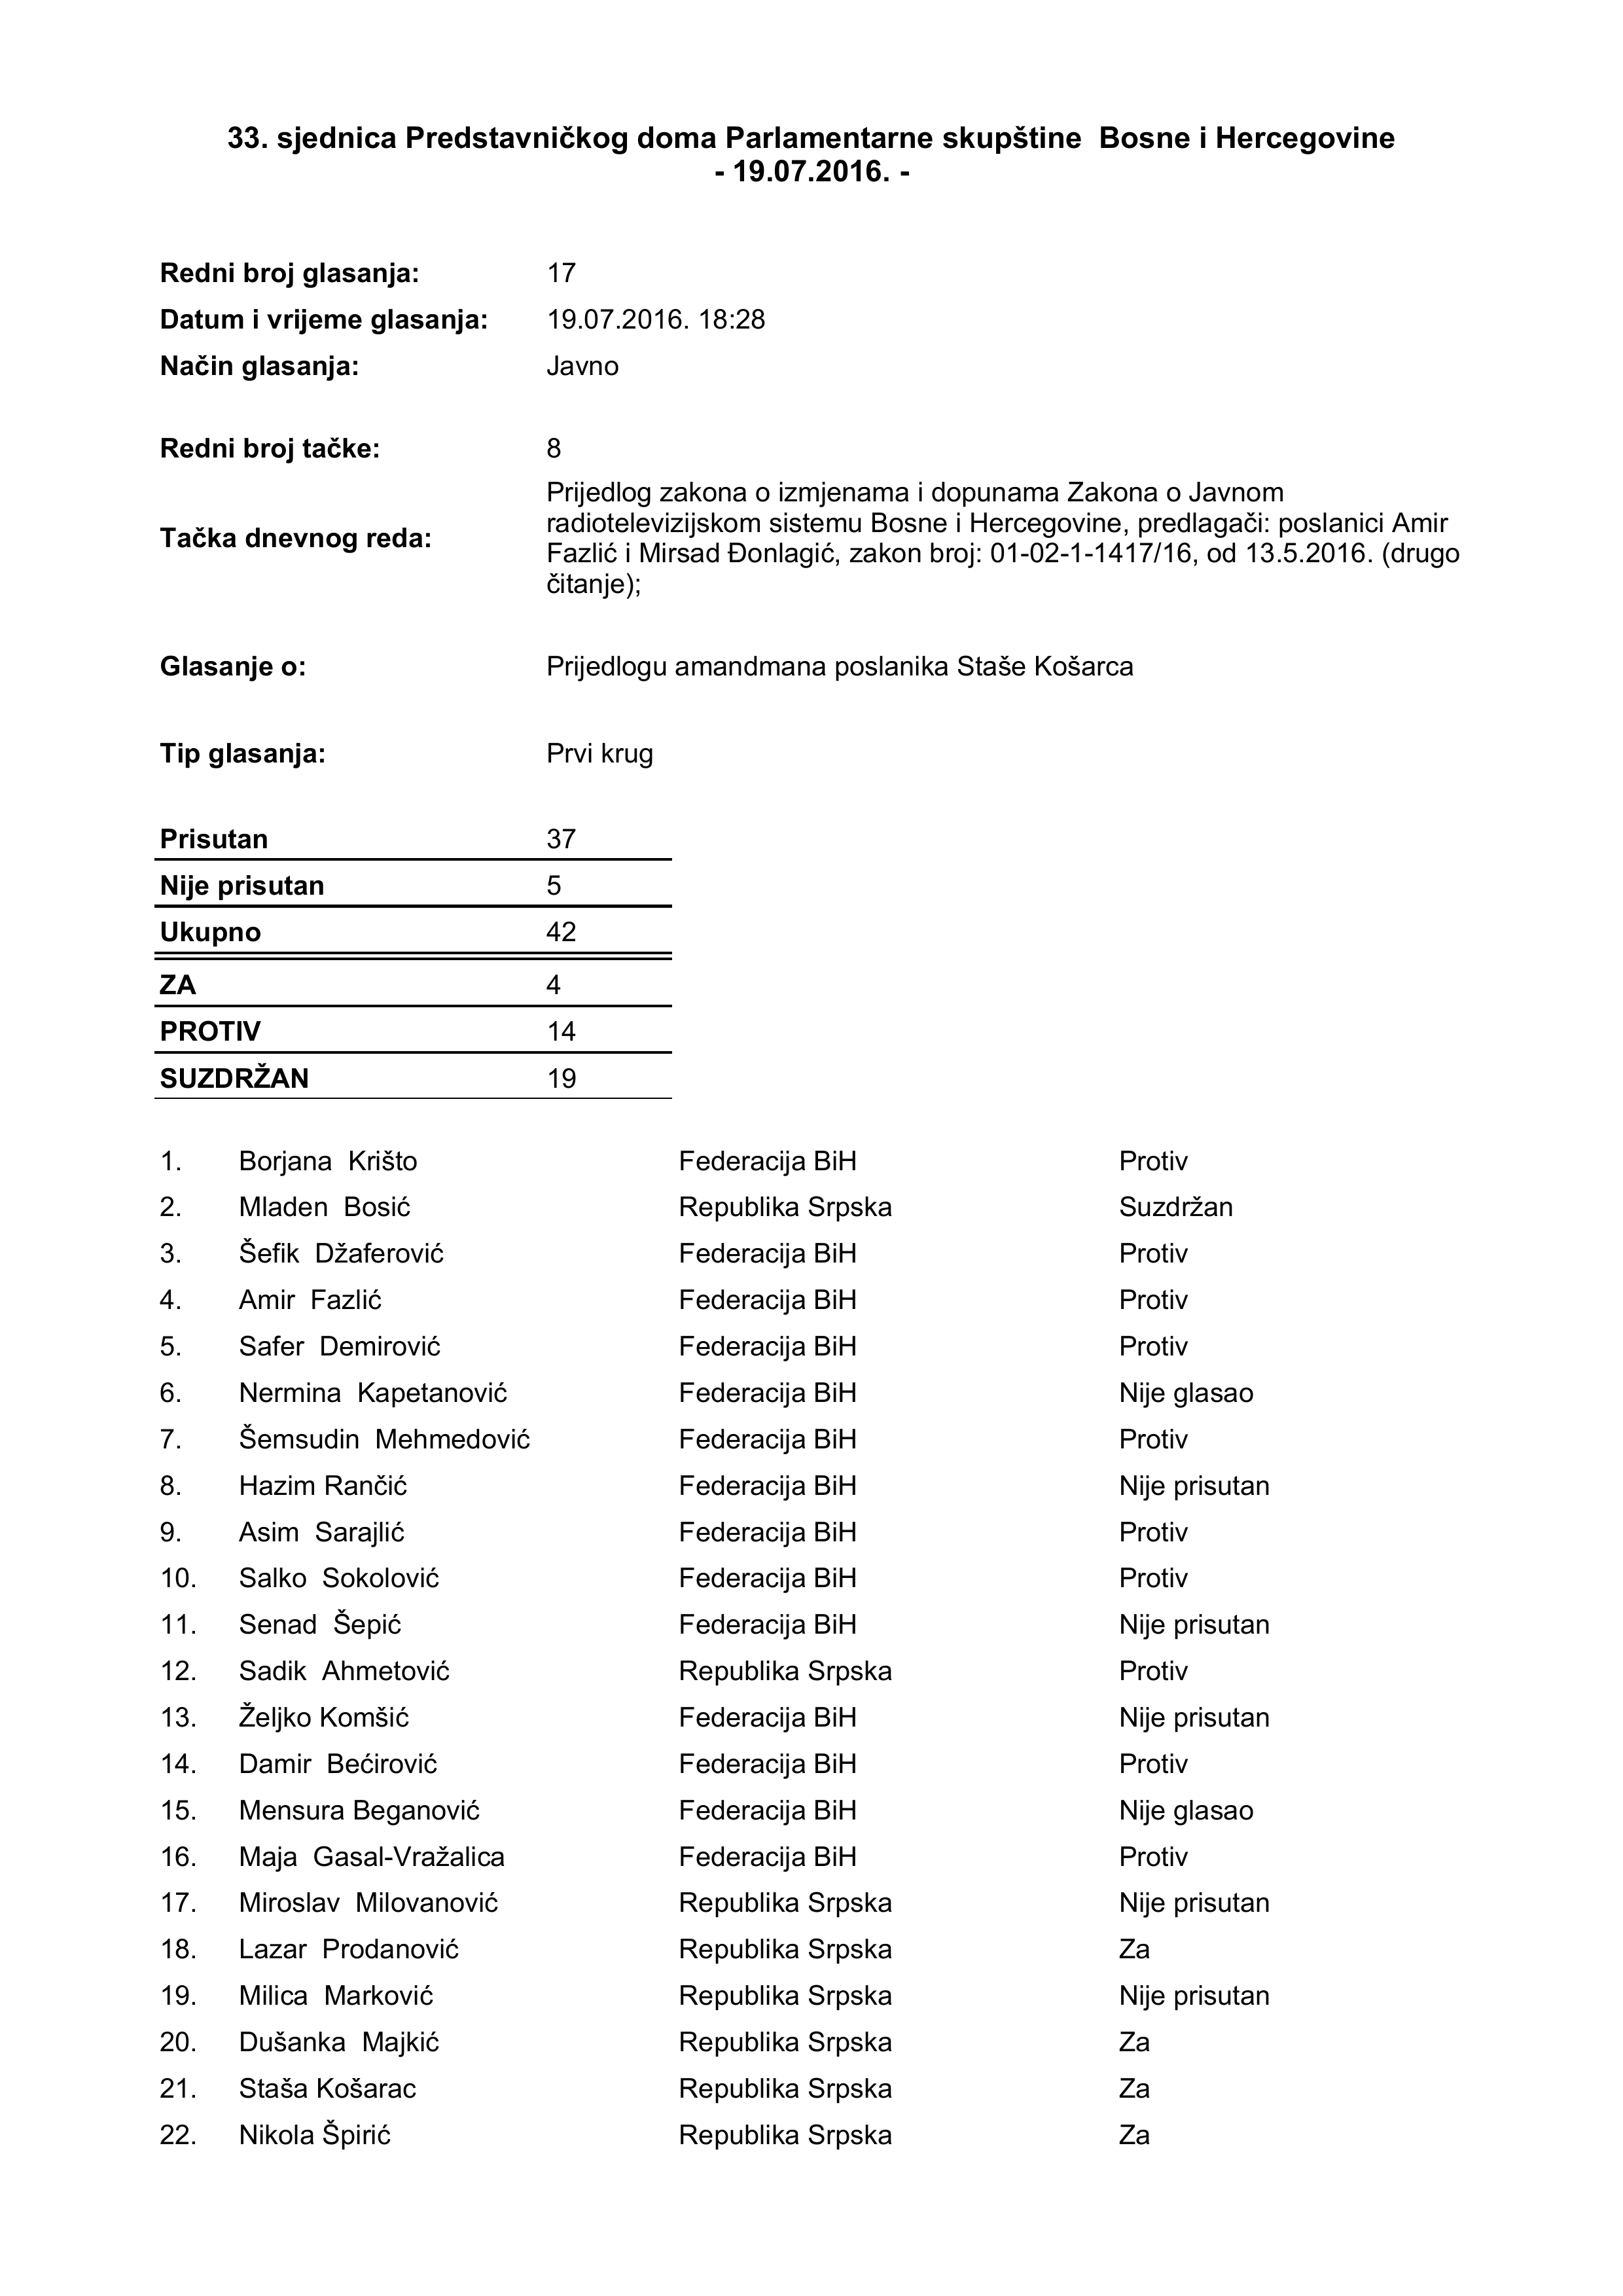 33. sjednica Predstavničkog doma Parlamentarne skupštine  Bosne i Hercegovine
- 19.07.2016. -
Redni broj glasanja: 17
Datum i vrijeme glasanja: 19.07.2016. 18:28
Način glasanja: Javno
Redni broj tačke: 8
Tačka dnevnog reda: Prijedlog zakona o izmjenama i dopunama Zakona o Javnom
radiotelevizijskom sistemu Bosne i Hercegovine, predlagači: poslanici Amir
Fazlić i Mirsad Đonlagić, zakon broj: 01-02-1-1417/16, od 13.5.2016. (drugo
čitanje);
Glasanje o: Prijedlogu amandmana poslanika Staše Košarca
Tip glasanja: Prvi krug
Prisutan 37
Nije prisutan 5
Ukupno 42
ZA 4
PROTIV 14
SUZDRŽAN 19
1. Borjana  Krišto Federacija BiH Protiv
2. Mladen  Bosić Republika Srpska Suzdržan
3. Šefik  Džaferović Federacija BiH Protiv
4. Amir  Fazlić Federacija BiH Protiv
5. Safer  Demirović Federacija BiH Protiv
6. Nermina  Kapetanović Federacija BiH Nije glasao
7. Šemsudin  Mehmedović Federacija BiH Protiv
8. Hazim Rančić Federacija BiH Nije prisutan
9. Asim  Sarajlić Federacija BiH Protiv
10. Salko  Sokolović Federacija BiH Protiv
11. Senad  Šepić Federacija BiH Nije prisutan
12. Sadik  Ahmetović Republika Srpska Protiv
13. Željko Komšić Federacija BiH Nije prisutan
14. Damir  Bećirović Federacija BiH Protiv
15. Mensura Beganović Federacija BiH Nije glasao
16. Maja  Gasal-Vražalica Federacija BiH Protiv
17. Miroslav  Milovanović Republika Srpska Nije prisutan
18. Lazar  Prodanović Republika Srpska Za
19. Milica  Marković Republika Srpska Nije prisutan
20. Dušanka  Majkić Republika Srpska Za
21. Staša Košarac Republika Srpska Za
22. Nikola Špirić Republika Srpska Za